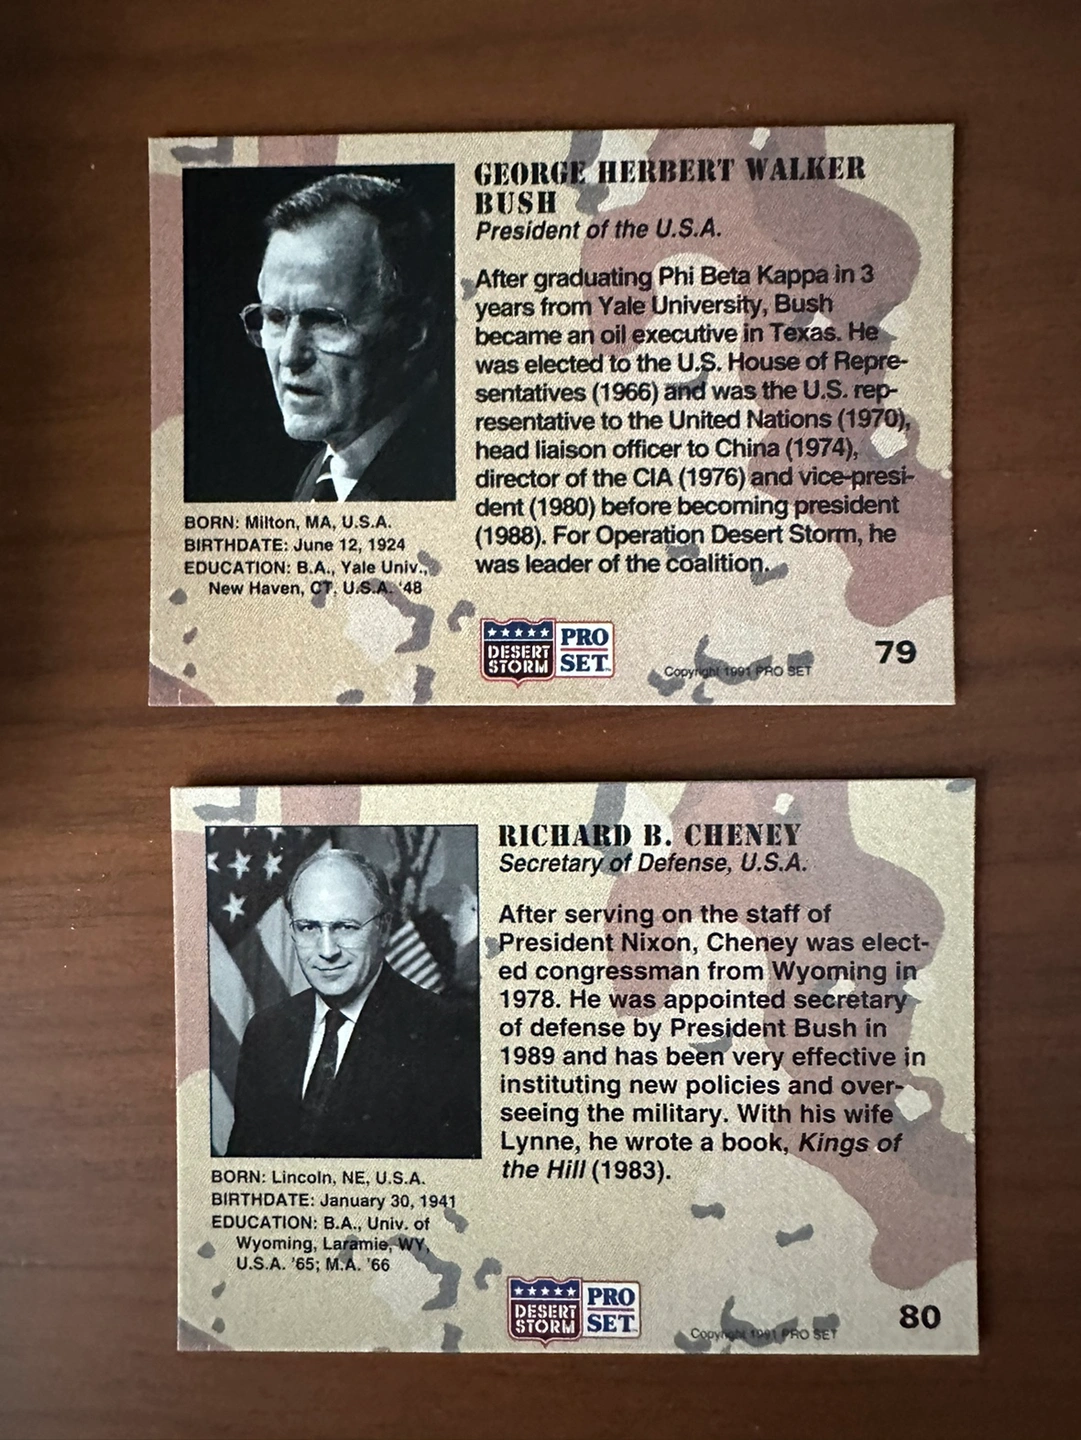 GEORGE HERBERT WALKER
BUSH
President of the U.S.A.
After graduating Phi Beta Kappa in 3
years from Yale University, Bush
became an oil executive in Texas. He
was elected to the U.S. House of Repre-
sentatives (1966) and was the U.S. rep-
resentative to the United Nations (1970),
head liaison officer to China (1974),
director of the CIA (1976) and vice-presi-
dent (1980) before becoming president
(1988). For Operation Desert Storm, he
was leader of the coalition.
BORN: Milton, MA, U.S.A.
BIRTHDATE: June 12, 1924
EDUCATION: B.A., Yale Univ.,
New Haven, CT, U.S.A. '48
DESERT
STORM
PRO
SET™
Copyright 1991 PRO SET
79
RICHARD B. CHENEY
Secretary of Defense, U.S.A.
After serving on the staff of
President Nixon, Cheney was elect-
ed congressman from Wyoming in
1978. He was appointed secretary
of defense by President Bush in
1989 and has been very effective in
instituting new policies and over-
seeing the military. With his wife
Lynne, he wrote a book, Kings of
the Hill (1983).
BORN: Lincoln, NE, U.S.A.
BIRTHDATE: January 30, 1941
EDUCATION: B.A., Univ. of
Wyoming, Laramie, WY,
U.S.A. '65; M.A. '66
DESERT
STORM
PRO
SET™
Copyright 1991 PRO SET
80